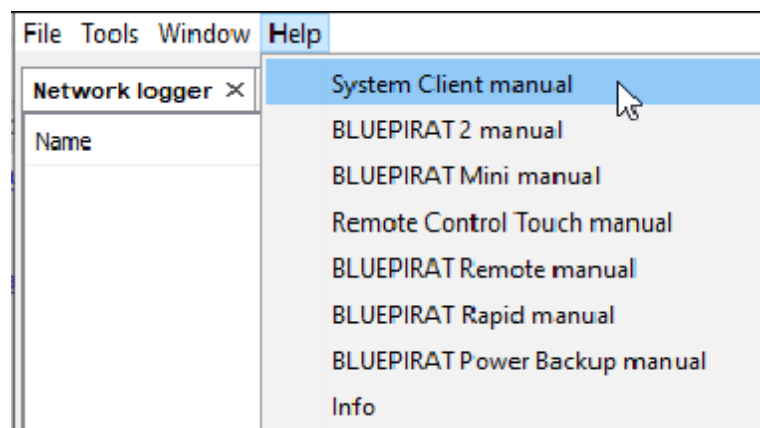 File Tools Window Help
Network logger ×
Name
System Client manual
BLUEPIRAT 2 manual
BLUEPIRAT Mini manual
Remote Control Touch manual
BLUEPIRAT Remote manual
BLUEPIRAT Rapid manual
BLUEPIRAT Power Backup manual
Info